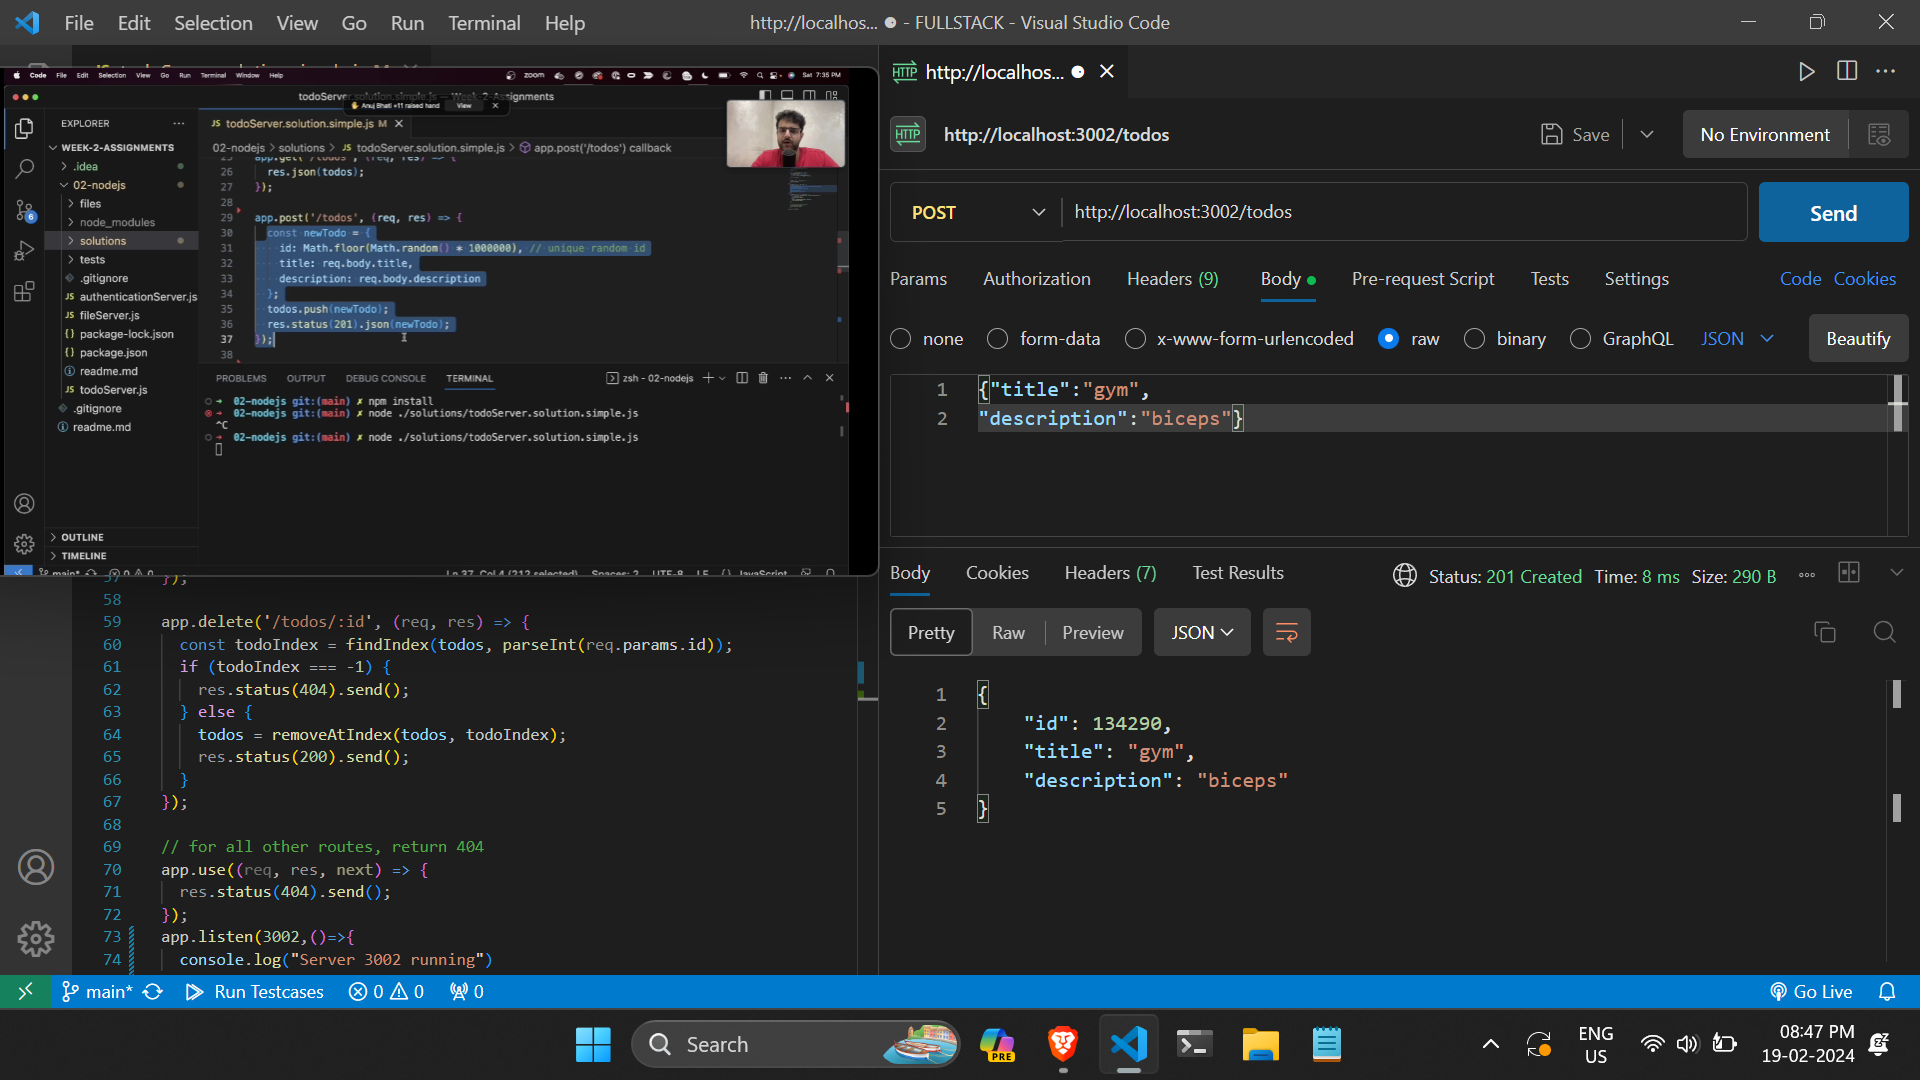 File Edit Selection View Go Run Terminal Help
http://localhos... ● - FULLSTACK - Visual Studio Code
Code File Edit Selection View Go Run Terminal Window Help
zoom
Sat 7:35 PM
todoServer.solution.simple.js — Week-2-Assignments
Anuj Bhati +11 raised hand View
EXPLORER
WEEK-2-ASSIGNMENTS
.idea
02-nodejs
files
node_modules
solutions
tests
.gitignore
authenticationServer.js
fileServer.js
package-lock.json
package.json
readme.md
todoServer.js
.gitignore
readme.md
OUTLINE
TIMELINE
6
JS todoServer.solution.simple.js M
02-nodejs > solutions > JS todoServer.solution.simple.js > app.post('/todos') callback
25 app.get('/todos', (req, res) => {
26 res.json(todos);
27 });
28
29 app.post('/todos', (req, res) => {
30 const newTodo = {
31 id: Math.floor(Math.random() * 1000000), // unique random id
32 title: req.body.title,
33 description: req.body.description
34 };
35 todos.push(newTodo);
36 res.status(201).json(newTodo);
37 });
38
PROBLEMS OUTPUT DEBUG CONSOLE TERMINAL
zsh - 02-nodejs
→ 02-nodejs git:(main) ✗ npm install
→ 02-nodejs git:(main) ✗ node ./solutions/todoServer.solution.simple.js
^C
→ 02-nodejs git:(main) ✗ node ./solutions/todoServer.solution.simple.js
main* 0 0
Ln 37, Col 4 (212 selected) Spaces: 2 UTF-8 LF {} JavaScript
57 });
58
59 app.delete('/todos/:id', (req, res) => {
60 const todoIndex = findIndex(todos, parseInt(req.params.id));
61 if (todoIndex === -1) {
62 res.status(404).send();
63 } else {
64 todos = removeAtIndex(todos, todoIndex);
65 res.status(200).send();
66 }
67 });
68
69 // for all other routes, return 404
70 app.use((req, res, next) => {
71 res.status(404).send();
72 });
73 app.listen(3002,()=>{
74 console.log("Server 3002 running")
HTTP http://localhos...
HTTP http://localhost:3002/todos
Save
No Environment
POST http://localhost:3002/todos
Send
Params Authorization Headers (9) Body Pre-request Script Tests Settings Code Cookies
none form-data x-www-form-urlencoded raw binary GraphQL JSON Beautify
1 {"title":"gym",
2 "description":"biceps"}
Body Cookies Headers (7) Test Results
Status: 201 Created Time: 8 ms Size: 290 B
Pretty Raw Preview JSON
1 {
2 "id": 134290,
3 "title": "gym",
4 "description": "biceps"
5 }
main* Run Testcases 0 0 0
Go Live
Search
PRE
ENG
US
08:47 PM
19-02-2024